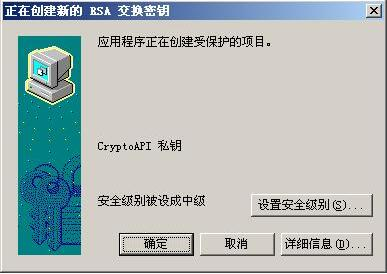 正在创建新的 RSA 交换密钥
应用程序正在创建受保护的项目。
CryptoAPI 私钥
安全级别被设成中级
设置安全级别(S)...
确定
取消
详细信息(D)...